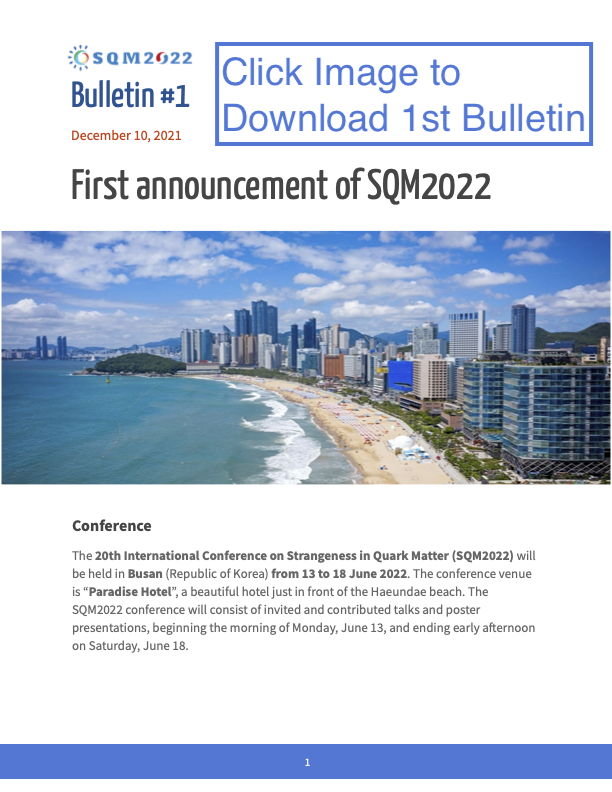 SQM2022
Bulletin #1
December 10, 2021
Click Image to
Download 1st Bulletin
First announcement of SQM2022
Conference
The 20th International Conference on Strangeness in Quark Matter (SQM2022) will
be held in Busan (Republic of Korea) from 13 to 18 June 2022. The conference venue
is “Paradise Hotel”, a beautiful hotel just in front of the Haeundae beach. The
SQM2022 conference will consist of invited and contributed talks and poster
presentations, beginning the morning of Monday, June 13, and ending early afternoon
on Saturday, June 18.
1